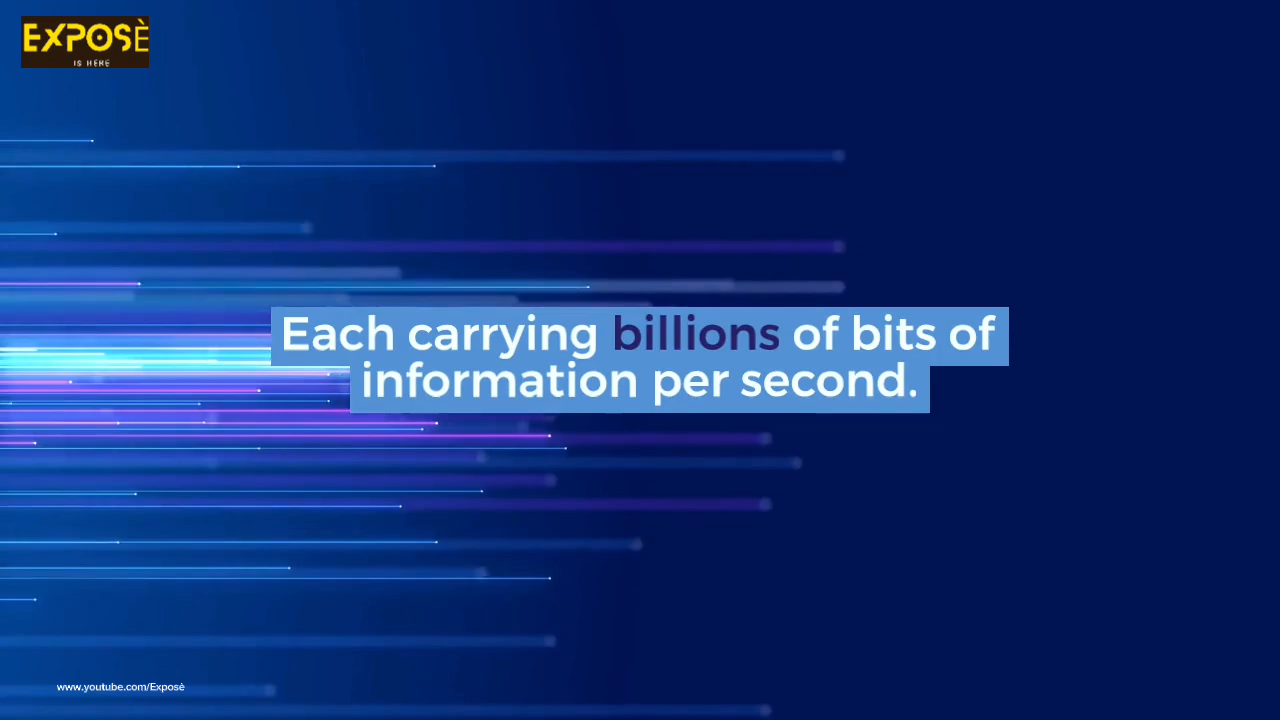 EXPOSÈ
IS HERE
Each carrying billions of bits of
information per second.
www.youtube.com/Exposè